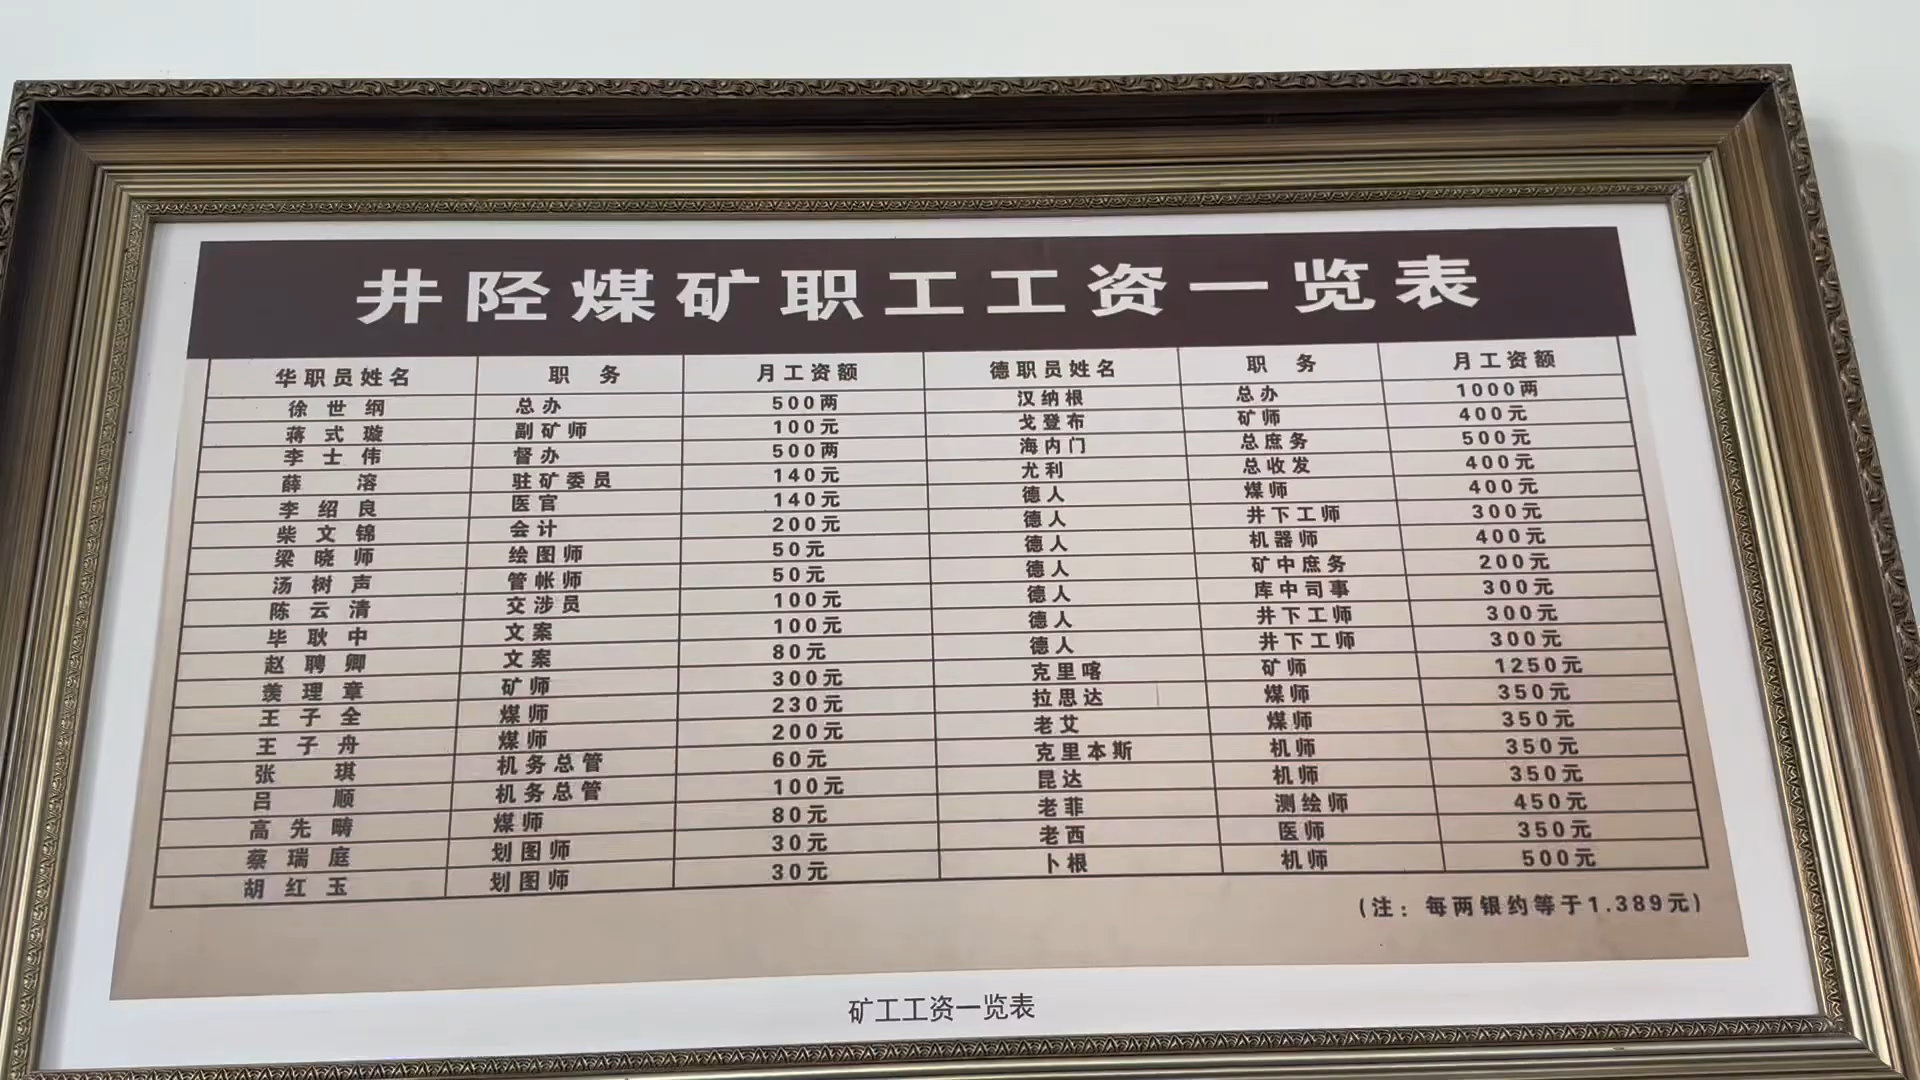 井陉煤矿职工工资一览表
华职员姓名 职务 月工资额 德职员姓名 职务 月工资额
徐世纲 总办 500两 汉纳根 总办 1000两
蒋式璇 副矿师 100元 戈登布 矿师 400元
李士伟 督办 500两 海内门 总庶务 500元
薛溶 驻矿委员 140元 尤利 总收发 400元
李绍良 医官 140元 德人 煤师 400元
柴文锦 会计 200元 德人 井下工师 300元
梁晓师 绘图师 50元 德人 机器师 400元
汤树声 管帐师 50元 德人 矿中庶务 200元
陈云清 交涉员 100元 德人 库中司事 300元
毕耿中 文案 100元 德人 井下工师 300元
赵聘卿 文案 80元 德人 井下工师 300元
羡理章 矿师 300元 克里喀 矿师 1250元
王子全 煤师 230元 拉思达 煤师 350元
王子舟 煤师 200元 老艾 煤师 350元
张琪 机务总管 60元 克里本斯 机师 350元
吕顺 机务总管 100元 昆达 机师 350元
高先畴 煤师 80元 老菲 测绘师 450元
蔡瑞庭 划图师 30元 老西 医师 350元
胡红玉 划图师 30元 卜根 机师 500元
(注：每两银约等于1.389元)
矿工工资一览表